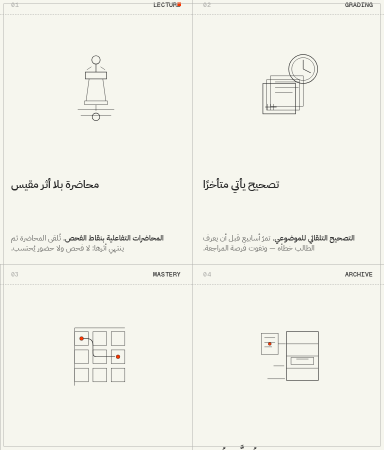 01 LECTURE
02 GRADING
محاضرة بلا أثر مقيس
تصحيح يأتي متأخرًا
المحاضرات التفاعلية بنقاط الفحص. تُلقى المحاضرة ثم
ينتهي أثرها: لا فحص ولا حضور يُحتسب.
التصحيح التلقائي للموضوعي. تمرّ أسابيع قبل أن يعرف
الطالب خطأه — وتفوت فرصة المراجعة.
03 MASTERY
04 ARCHIVE